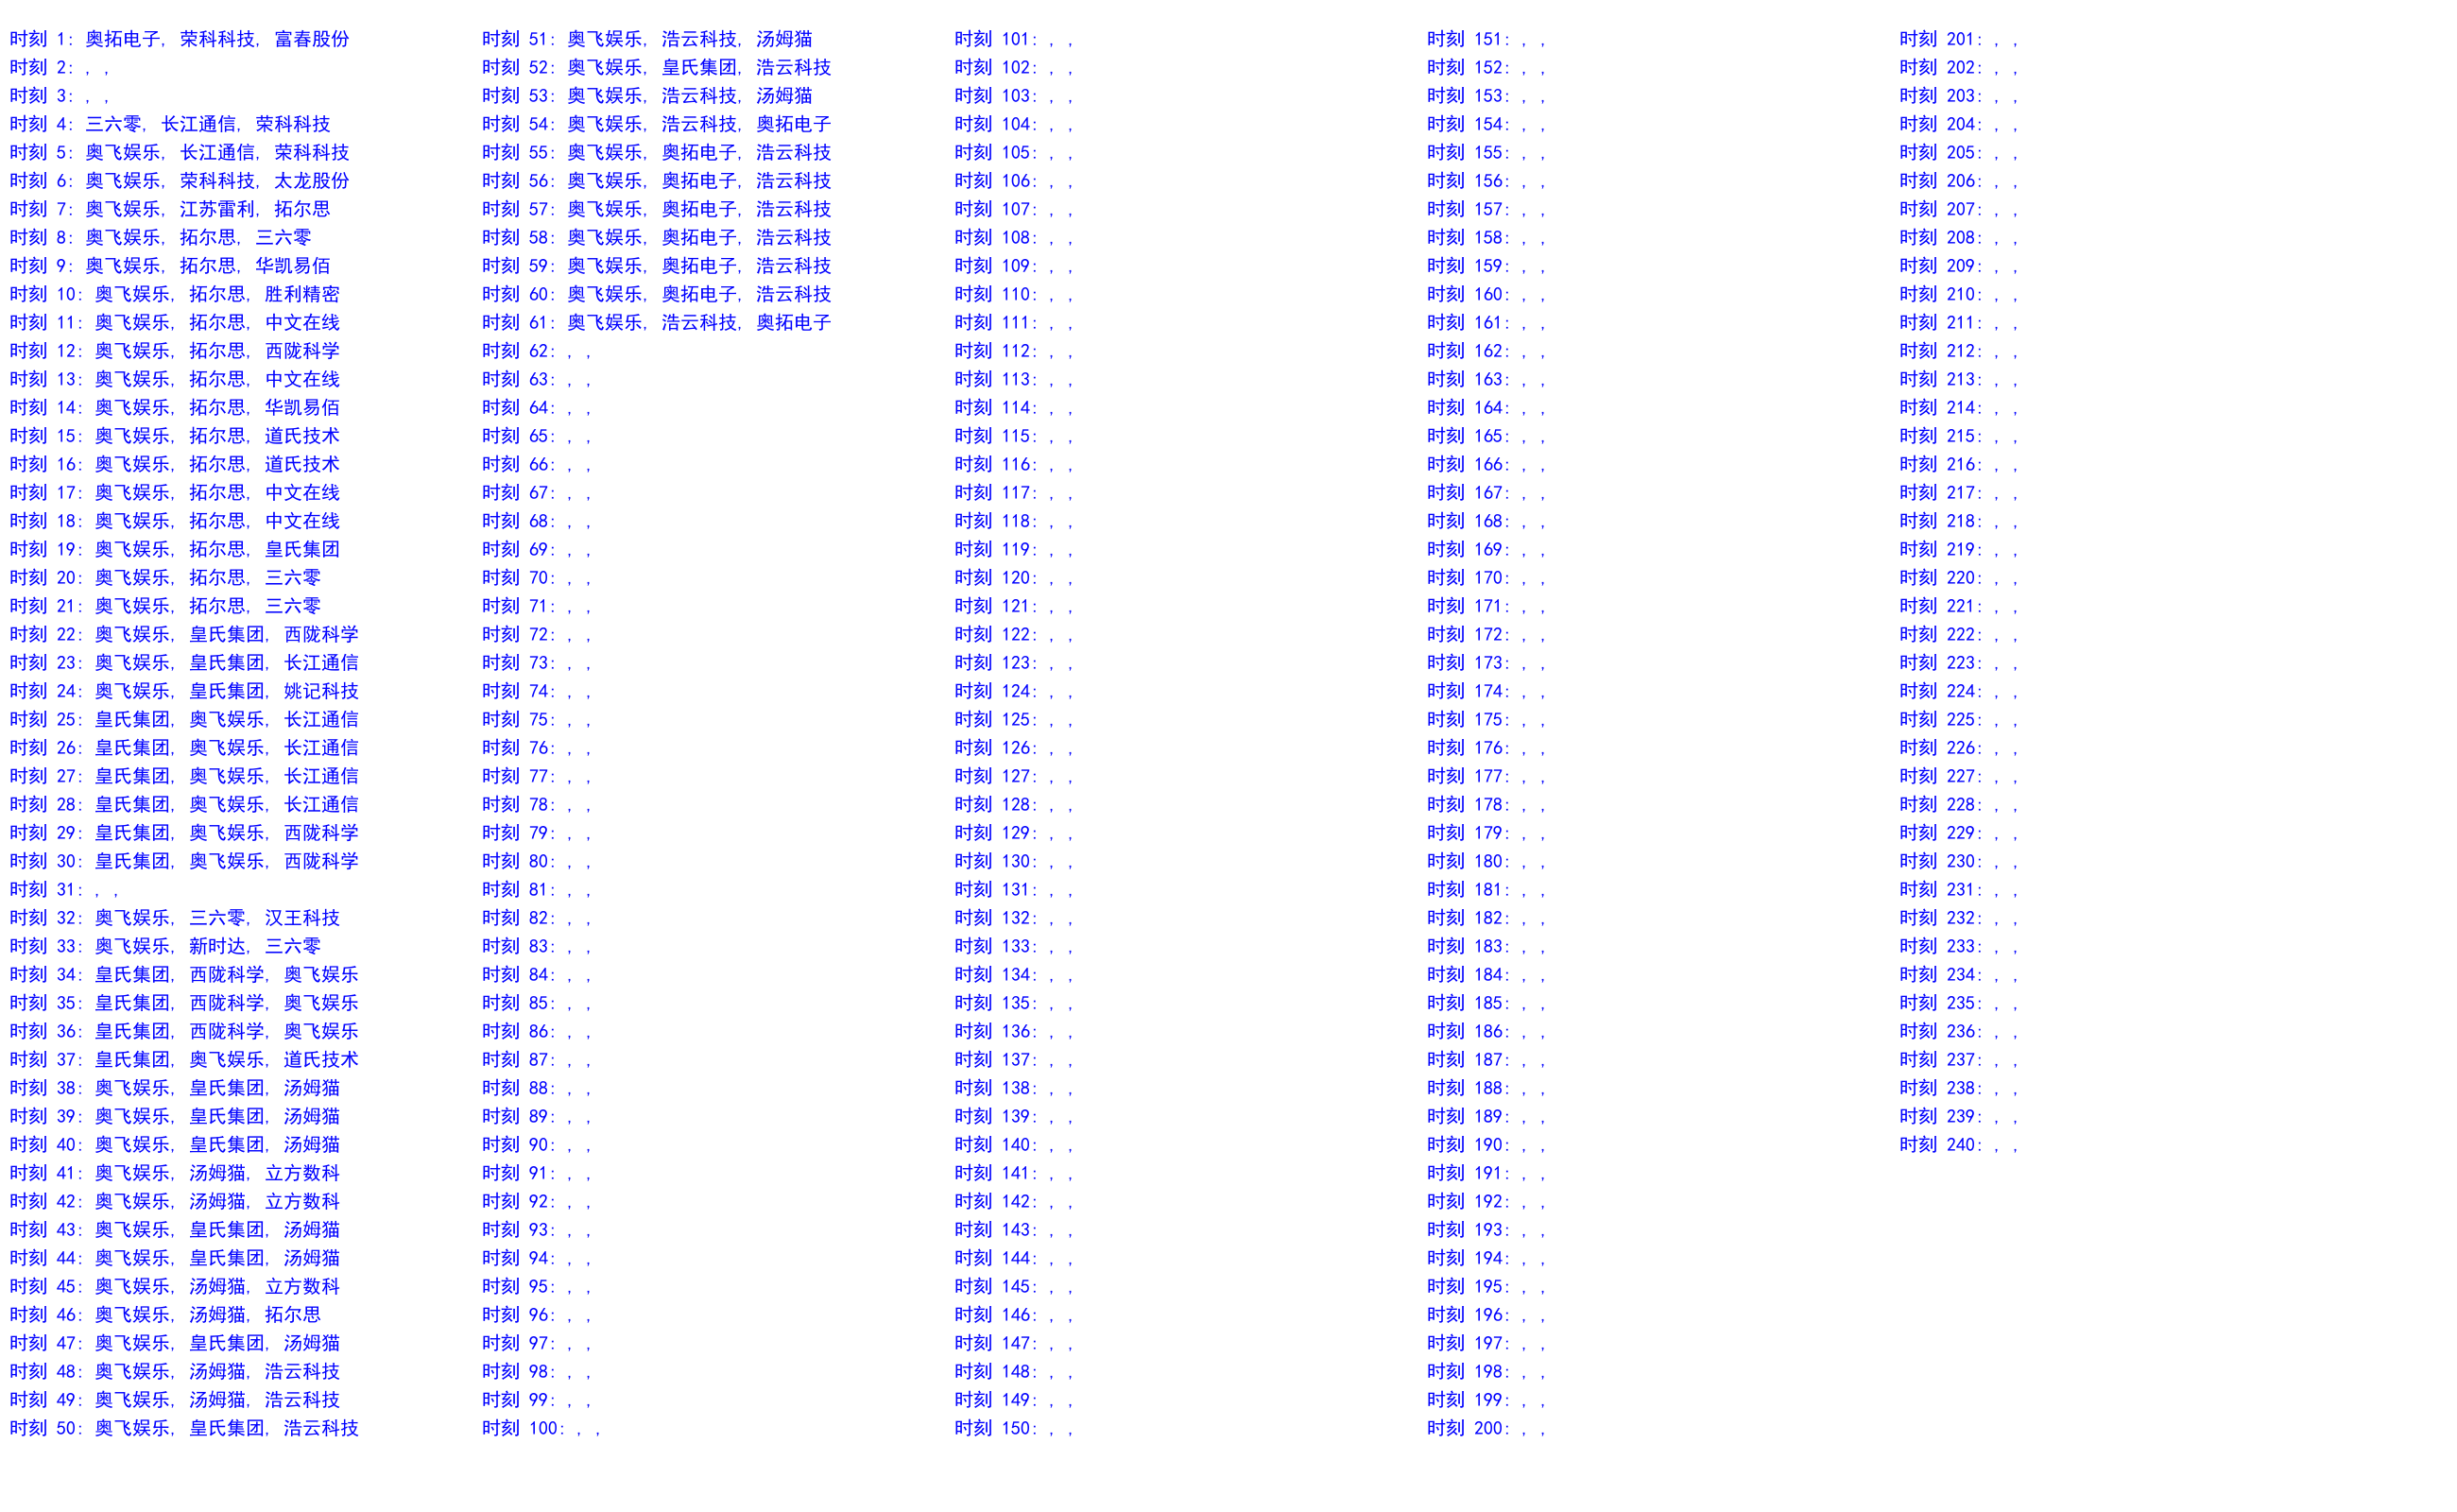 时刻 1: 奥拓电子, 荣科科技, 富春股份
时刻 2: , ,
时刻 3: , ,
时刻 4: 三六零, 长江通信, 荣科科技
时刻 5: 奥飞娱乐, 长江通信, 荣科科技
时刻 6: 奥飞娱乐, 荣科科技, 太龙股份
时刻 7: 奥飞娱乐, 江苏雷利, 拓尔思
时刻 8: 奥飞娱乐, 拓尔思, 三六零
时刻 9: 奥飞娱乐, 拓尔思, 华凯易佰
时刻 10: 奥飞娱乐, 拓尔思, 胜利精密
时刻 11: 奥飞娱乐, 拓尔思, 中文在线
时刻 12: 奥飞娱乐, 拓尔思, 西陇科学
时刻 13: 奥飞娱乐, 拓尔思, 中文在线
时刻 14: 奥飞娱乐, 拓尔思, 华凯易佰
时刻 15: 奥飞娱乐, 拓尔思, 道氏技术
时刻 16: 奥飞娱乐, 拓尔思, 道氏技术
时刻 17: 奥飞娱乐, 拓尔思, 中文在线
时刻 18: 奥飞娱乐, 拓尔思, 中文在线
时刻 19: 奥飞娱乐, 拓尔思, 皇氏集团
时刻 20: 奥飞娱乐, 拓尔思, 三六零
时刻 21: 奥飞娱乐, 拓尔思, 三六零
时刻 22: 奥飞娱乐, 皇氏集团, 西陇科学
时刻 23: 奥飞娱乐, 皇氏集团, 长江通信
时刻 24: 奥飞娱乐, 皇氏集团, 姚记科技
时刻 25: 皇氏集团, 奥飞娱乐, 长江通信
时刻 26: 皇氏集团, 奥飞娱乐, 长江通信
时刻 27: 皇氏集团, 奥飞娱乐, 长江通信
时刻 28: 皇氏集团, 奥飞娱乐, 长江通信
时刻 29: 皇氏集团, 奥飞娱乐, 西陇科学
时刻 30: 皇氏集团, 奥飞娱乐, 西陇科学
时刻 31: , ,
时刻 32: 奥飞娱乐, 三六零, 汉王科技
时刻 33: 奥飞娱乐, 新时达, 三六零
时刻 34: 皇氏集团, 西陇科学, 奥飞娱乐
时刻 35: 皇氏集团, 西陇科学, 奥飞娱乐
时刻 36: 皇氏集团, 西陇科学, 奥飞娱乐
时刻 37: 皇氏集团, 奥飞娱乐, 道氏技术
时刻 38: 奥飞娱乐, 皇氏集团, 汤姆猫
时刻 39: 奥飞娱乐, 皇氏集团, 汤姆猫
时刻 40: 奥飞娱乐, 皇氏集团, 汤姆猫
时刻 41: 奥飞娱乐, 汤姆猫, 立方数科
时刻 42: 奥飞娱乐, 汤姆猫, 立方数科
时刻 43: 奥飞娱乐, 皇氏集团, 汤姆猫
时刻 44: 奥飞娱乐, 皇氏集团, 汤姆猫
时刻 45: 奥飞娱乐, 汤姆猫, 立方数科
时刻 46: 奥飞娱乐, 汤姆猫, 拓尔思
时刻 47: 奥飞娱乐, 皇氏集团, 汤姆猫
时刻 48: 奥飞娱乐, 汤姆猫, 浩云科技
时刻 49: 奥飞娱乐, 汤姆猫, 浩云科技
时刻 50: 奥飞娱乐, 皇氏集团, 浩云科技
时刻 51: 奥飞娱乐, 浩云科技, 汤姆猫
时刻 52: 奥飞娱乐, 皇氏集团, 浩云科技
时刻 53: 奥飞娱乐, 浩云科技, 汤姆猫
时刻 54: 奥飞娱乐, 浩云科技, 奥拓电子
时刻 55: 奥飞娱乐, 奥拓电子, 浩云科技
时刻 56: 奥飞娱乐, 奥拓电子, 浩云科技
时刻 57: 奥飞娱乐, 奥拓电子, 浩云科技
时刻 58: 奥飞娱乐, 奥拓电子, 浩云科技
时刻 59: 奥飞娱乐, 奥拓电子, 浩云科技
时刻 60: 奥飞娱乐, 奥拓电子, 浩云科技
时刻 61: 奥飞娱乐, 浩云科技, 奥拓电子
时刻 62: , ,
时刻 63: , ,
时刻 64: , ,
时刻 65: , ,
时刻 66: , ,
时刻 67: , ,
时刻 68: , ,
时刻 69: , ,
时刻 70: , ,
时刻 71: , ,
时刻 72: , ,
时刻 73: , ,
时刻 74: , ,
时刻 75: , ,
时刻 76: , ,
时刻 77: , ,
时刻 78: , ,
时刻 79: , ,
时刻 80: , ,
时刻 81: , ,
时刻 82: , ,
时刻 83: , ,
时刻 84: , ,
时刻 85: , ,
时刻 86: , ,
时刻 87: , ,
时刻 88: , ,
时刻 89: , ,
时刻 90: , ,
时刻 91: , ,
时刻 92: , ,
时刻 93: , ,
时刻 94: , ,
时刻 95: , ,
时刻 96: , ,
时刻 97: , ,
时刻 98: , ,
时刻 99: , ,
时刻 100: , ,
时刻 101: , ,
时刻 102: , ,
时刻 103: , ,
时刻 104: , ,
时刻 105: , ,
时刻 106: , ,
时刻 107: , ,
时刻 108: , ,
时刻 109: , ,
时刻 110: , ,
时刻 111: , ,
时刻 112: , ,
时刻 113: , ,
时刻 114: , ,
时刻 115: , ,
时刻 116: , ,
时刻 117: , ,
时刻 118: , ,
时刻 119: , ,
时刻 120: , ,
时刻 121: , ,
时刻 122: , ,
时刻 123: , ,
时刻 124: , ,
时刻 125: , ,
时刻 126: , ,
时刻 127: , ,
时刻 128: , ,
时刻 129: , ,
时刻 130: , ,
时刻 131: , ,
时刻 132: , ,
时刻 133: , ,
时刻 134: , ,
时刻 135: , ,
时刻 136: , ,
时刻 137: , ,
时刻 138: , ,
时刻 139: , ,
时刻 140: , ,
时刻 141: , ,
时刻 142: , ,
时刻 143: , ,
时刻 144: , ,
时刻 145: , ,
时刻 146: , ,
时刻 147: , ,
时刻 148: , ,
时刻 149: , ,
时刻 150: , ,
时刻 151: , ,
时刻 152: , ,
时刻 153: , ,
时刻 154: , ,
时刻 155: , ,
时刻 156: , ,
时刻 157: , ,
时刻 158: , ,
时刻 159: , ,
时刻 160: , ,
时刻 161: , ,
时刻 162: , ,
时刻 163: , ,
时刻 164: , ,
时刻 165: , ,
时刻 166: , ,
时刻 167: , ,
时刻 168: , ,
时刻 169: , ,
时刻 170: , ,
时刻 171: , ,
时刻 172: , ,
时刻 173: , ,
时刻 174: , ,
时刻 175: , ,
时刻 176: , ,
时刻 177: , ,
时刻 178: , ,
时刻 179: , ,
时刻 180: , ,
时刻 181: , ,
时刻 182: , ,
时刻 183: , ,
时刻 184: , ,
时刻 185: , ,
时刻 186: , ,
时刻 187: , ,
时刻 188: , ,
时刻 189: , ,
时刻 190: , ,
时刻 191: , ,
时刻 192: , ,
时刻 193: , ,
时刻 194: , ,
时刻 195: , ,
时刻 196: , ,
时刻 197: , ,
时刻 198: , ,
时刻 199: , ,
时刻 200: , ,
时刻 201: , ,
时刻 202: , ,
时刻 203: , ,
时刻 204: , ,
时刻 205: , ,
时刻 206: , ,
时刻 207: , ,
时刻 208: , ,
时刻 209: , ,
时刻 210: , ,
时刻 211: , ,
时刻 212: , ,
时刻 213: , ,
时刻 214: , ,
时刻 215: , ,
时刻 216: , ,
时刻 217: , ,
时刻 218: , ,
时刻 219: , ,
时刻 220: , ,
时刻 221: , ,
时刻 222: , ,
时刻 223: , ,
时刻 224: , ,
时刻 225: , ,
时刻 226: , ,
时刻 227: , ,
时刻 228: , ,
时刻 229: , ,
时刻 230: , ,
时刻 231: , ,
时刻 232: , ,
时刻 233: , ,
时刻 234: , ,
时刻 235: , ,
时刻 236: , ,
时刻 237: , ,
时刻 238: , ,
时刻 239: , ,
时刻 240: , ,